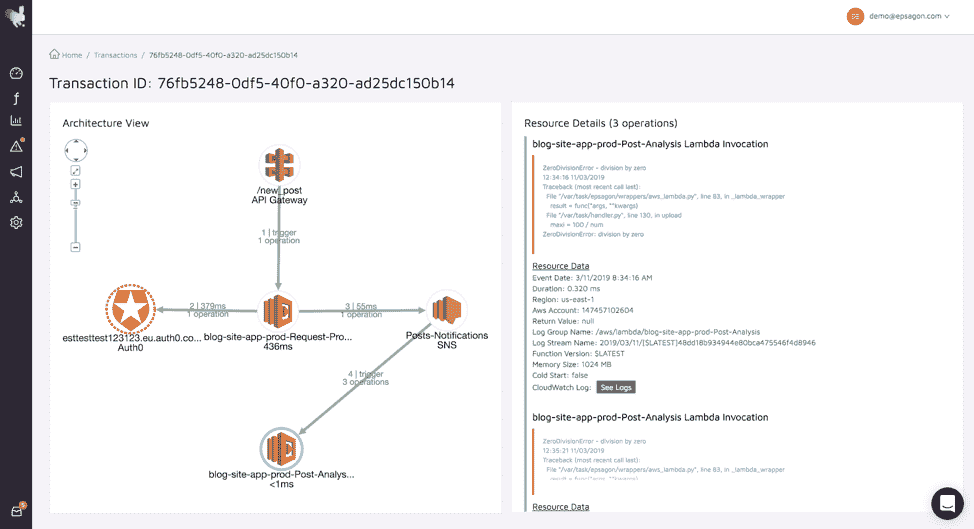 demo@epsagon.com
Home / Transactions / 76fb5248-0df5-40f0-a320-ad25dc150b14
Transaction ID: 76fb5248-0df5-40f0-a320-ad25dc150b14
Architecture View
/new_post
API Gateway
1 | trigger
1 operation
2 | 379ms
1 operation
3 | 55ms
1 operation
esttesttest123123.eu.auth0.co...
Auth0
blog-site-app-prod-Request-Pro...
436ms
Posts-Notifications
SNS
4 | trigger
3 operations
blog-site-app-prod-Post-Analys...
<1ms
Resource Details (3 operations)
blog-site-app-prod-Post-Analysis Lambda Invocation
ZeroDivisionError - division by zero
12:34:16 11/03/2019
Traceback (most recent call last):
File "/var/task/epsagon/wrappers/aws_lambda.py", line 83, in _lambda_wrapper
result = func(*args, **kwargs)
File "/var/task/handler.py", line 130, in upload
mexi = 100 / num
ZeroDivisionError: division by zero
Resource Data
Event Date: 3/11/2019 8:34:16 AM
Duration: 0.320 ms
Region: us-east-1
Aws Account: 147457102604
Return Value: null
Log Group Name: /aws/lambda/blog-site-app-prod-Post-Analysis
Log Stream Name: 2019/03/11/[$LATEST]48dd18b934944e80bca475546f4d8946
Function Version: $LATEST
Memory Size: 1024 MB
Cold Start: false
CloudWatch Log: See Logs
blog-site-app-prod-Post-Analysis Lambda Invocation
ZeroDivisionError - division by zero
12:35:21 11/03/2019
Traceback (most recent call last):
File "/var/task/epsagon/wrappers/aws_lambda.py", line 83, in _lambda_wrapper
result = func(*args, **kwargs)
Resource Data